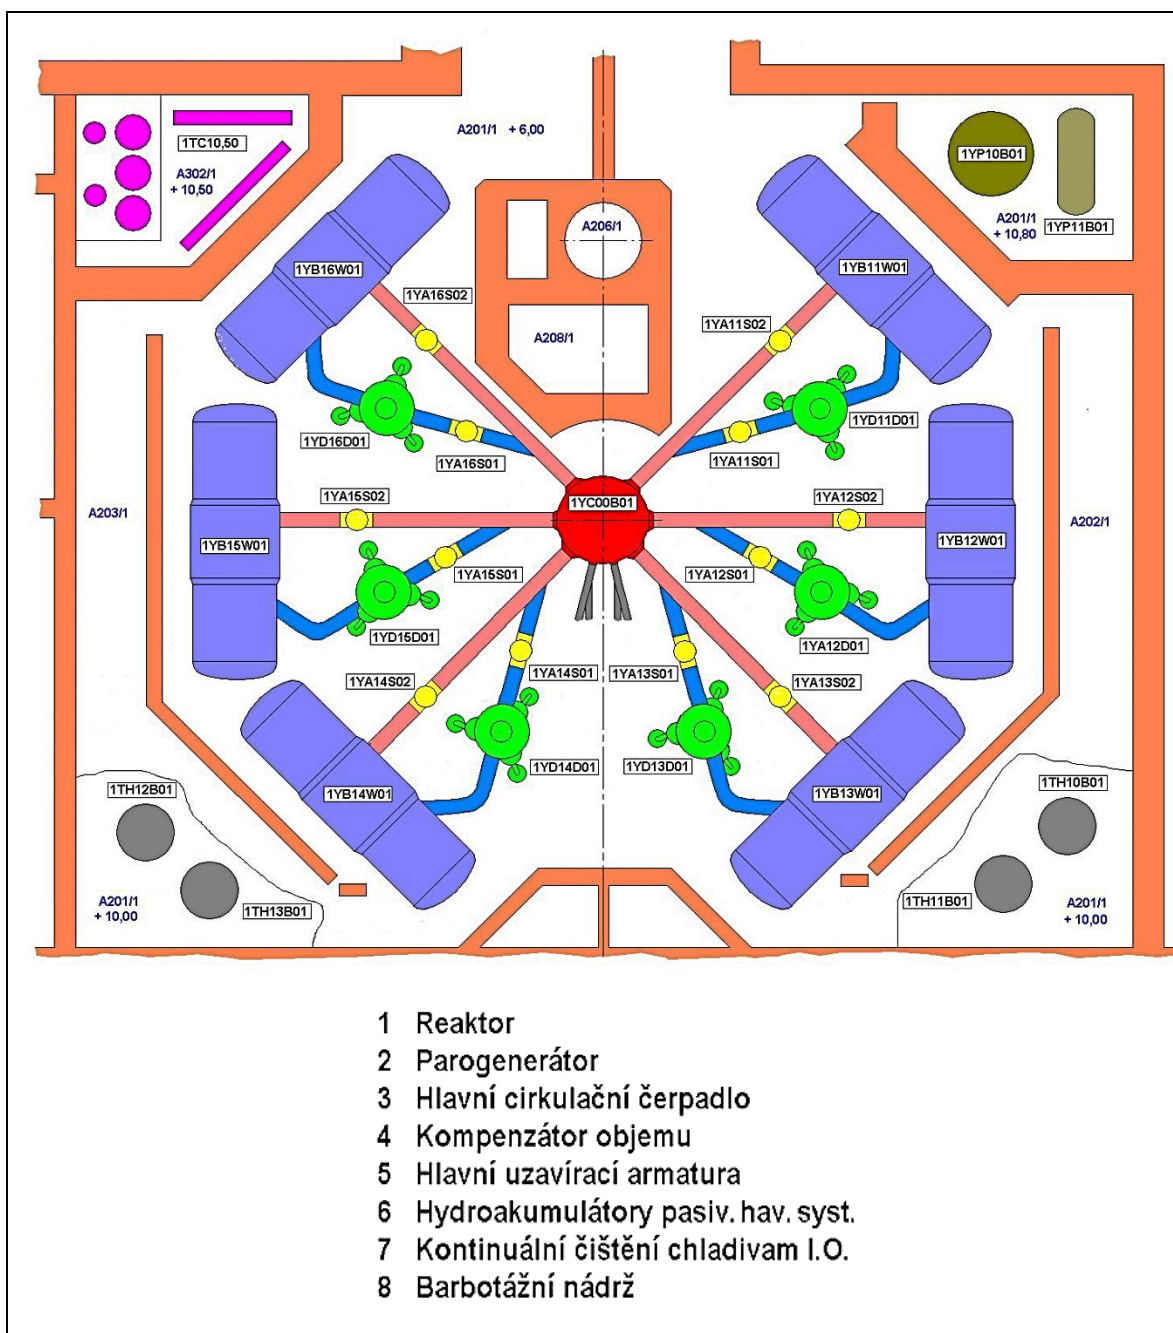 A201/1 + 6,00
1TC10,50
A302/1
+ 10,50
1YP10B01
A201/1
+ 10,80
1YP11B01
A206/1
1YB16W01
1YB11W01
1YA16S02
1YA11S02
A208/1
1YD16D01
1YD11D01
1YA16S01
1YA11S01
1YA15S02
1YC00B01
1YA12S02
A203/1
A202/1
1YB15W01
1YB12W01
1YA15S01
1YA12S01
1YD15D01
1YA12D01
1YA14S01
1YA13S01
1YA14S02
1YA13S02
1YD14D01
1YD13D01
1TH12B01
1TH10B01
1YB14W01
1YB13W01
A201/1
+ 10,00
1TH13B01
1TH11B01
A201/1
+ 10,00
1 Reaktor
2 Parogenerátor
3 Hlavní cirkulační čerpadlo
4 Kompenzátor objemu
5 Hlavní uzavírací armatura
6 Hydroakumulátory pasiv. hav. syst.
7 Kontinuální čištění chladivam I.O.
8 Barbotážní nádrž